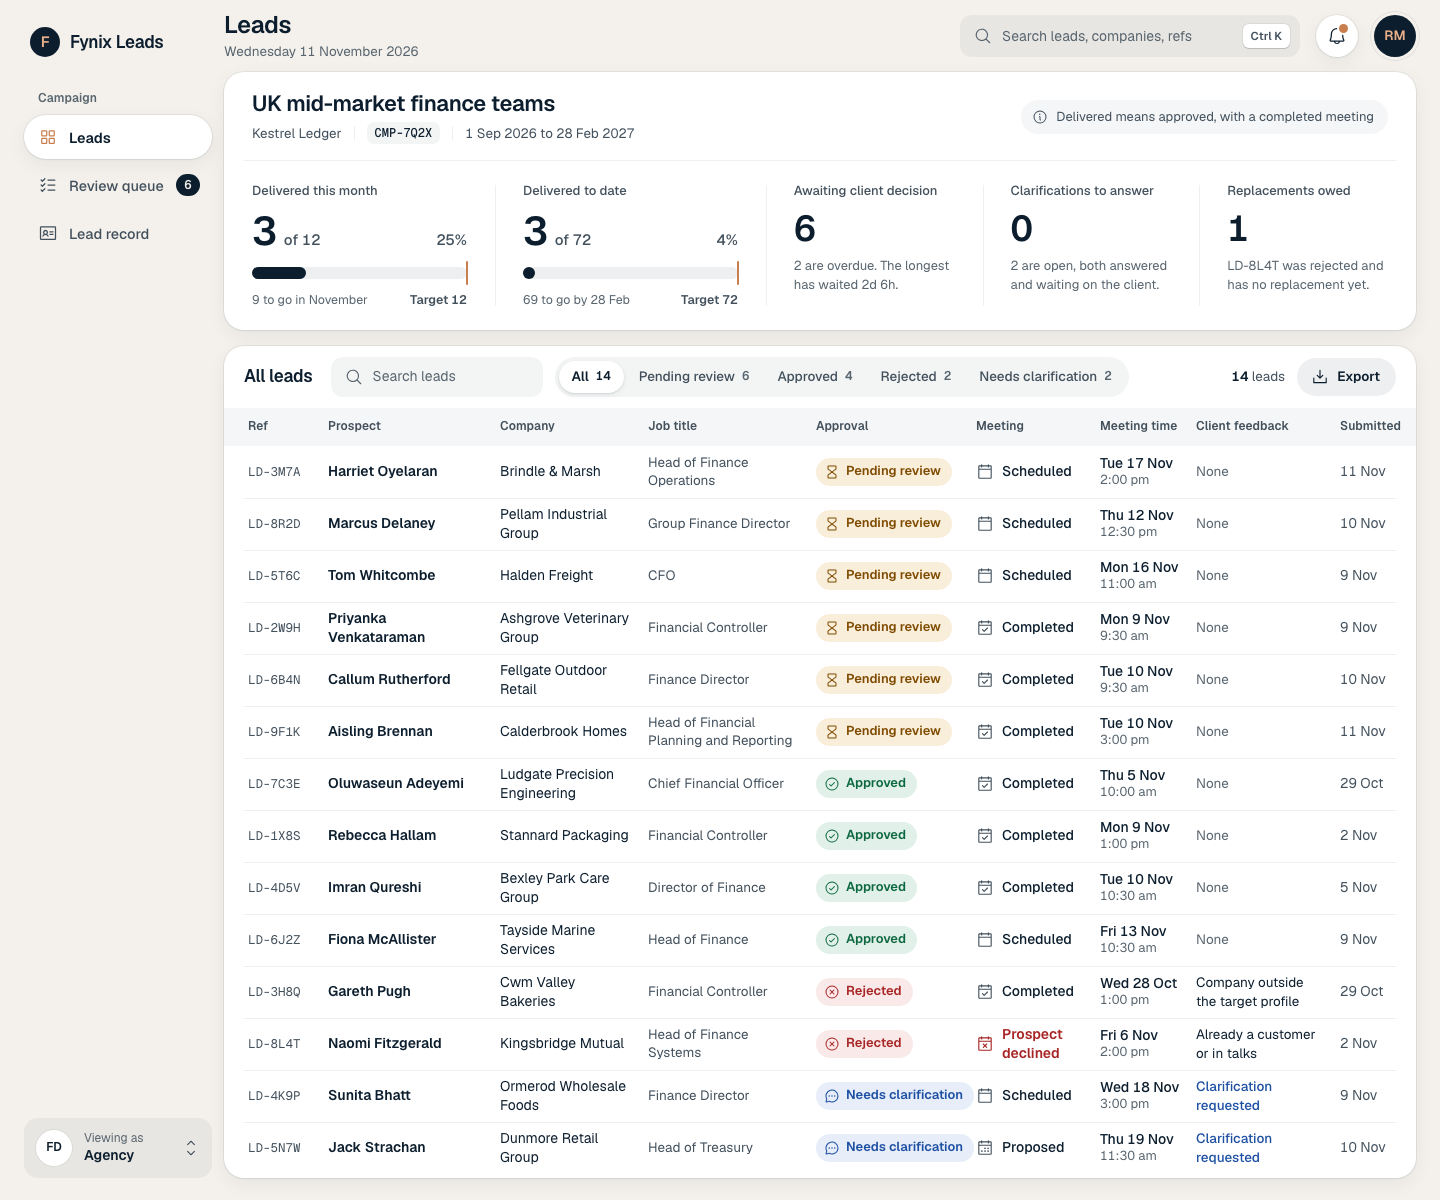 F
Fynix Leads
Campaign
Leads
Review queue 6
Lead record
Viewing as
FD
Agency
Leads
Wednesday 11 November 2026
Search leads, companies, refs Ctrl K
RM
UK mid-market finance teams
Kestrel Ledger CMP-7Q2X 1 Sep 2026 to 28 Feb 2027
Delivered means approved, with a completed meeting
Delivered this month
3 of 12 25%
9 to go in November Target 12
Delivered to date
3 of 72 4%
69 to go by 28 Feb Target 72
Awaiting client decision
6
2 are overdue. The longest
has waited 2d 6h.
Clarifications to answer
0
2 are open, both answered
and waiting on the client.
Replacements owed
1
LD-8L4T was rejected and
has no replacement yet.
All leads Search leads All 14 Pending review 6 Approved 4 Rejected 2 Needs clarification 2 14 leads Export
Ref Prospect Company Job title Approval Meeting Meeting time Client feedback Submitted
LD-3M7A Harriet Oyelaran Brindle & Marsh Head of Finance Operations Pending review Scheduled Tue 17 Nov 2:00 pm None 11 Nov
LD-8R2D Marcus Delaney Pellam Industrial Group Group Finance Director Pending review Scheduled Thu 12 Nov 12:30 pm None 10 Nov
LD-5T6C Tom Whitcombe Halden Freight CFO Pending review Scheduled Mon 16 Nov 11:00 am None 9 Nov
LD-2W9H Priyanka Venkataraman Ashgrove Veterinary Group Financial Controller Pending review Completed Mon 9 Nov 9:30 am None 9 Nov
LD-6B4N Callum Rutherford Fellgate Outdoor Retail Finance Director Pending review Completed Tue 10 Nov 9:30 am None 10 Nov
LD-9F1K Aisling Brennan Calderbrook Homes Head of Financial Planning and Reporting Pending review Completed Tue 10 Nov 3:00 pm None 11 Nov
LD-7C3E Oluwaseun Adeyemi Ludgate Precision Engineering Chief Financial Officer Approved Completed Thu 5 Nov 10:00 am None 29 Oct
LD-1X8S Rebecca Hallam Stannard Packaging Financial Controller Approved Completed Mon 9 Nov 1:00 pm None 2 Nov
LD-4D5V Imran Qureshi Bexley Park Care Group Director of Finance Approved Completed Tue 10 Nov 10:30 am None 5 Nov
LD-6J2Z Fiona McAllister Tayside Marine Services Head of Finance Approved Scheduled Fri 13 Nov 10:30 am None 9 Nov
LD-3H8Q Gareth Pugh Cwm Valley Bakeries Financial Controller Rejected Completed Wed 28 Oct 1:00 pm Company outside the target profile 29 Oct
LD-8L4T Naomi Fitzgerald Kingsbridge Mutual Head of Finance Systems Rejected Prospect declined Fri 6 Nov 2:00 pm Already a customer or in talks 2 Nov
LD-4K9P Sunita Bhatt Ormerod Wholesale Foods Finance Director Needs clarification Scheduled Wed 18 Nov 3:00 pm Clarification requested 9 Nov
LD-5N7W Jack Strachan Dunmore Retail Group Head of Treasury Needs clarification Proposed Thu 19 Nov 11:30 am Clarification requested 10 Nov